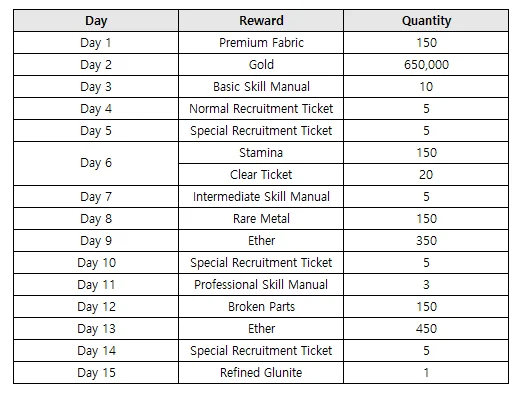 Day Reward Quantity
Day 1 Premium Fabric 150
Day 2 Gold 650,000
Day 3 Basic Skill Manual 10
Day 4 Normal Recruitment Ticket 5
Day 5 Special Recruitment Ticket 5
Day 6 Stamina 150
Clear Ticket 20
Day 7 Intermediate Skill Manual 5
Day 8 Rare Metal 150
Day 9 Ether 350
Day 10 Special Recruitment Ticket 5
Day 11 Professional Skill Manual 3
Day 12 Broken Parts 150
Day 13 Ether 450
Day 14 Special Recruitment Ticket 5
Day 15 Refined Glunite 1